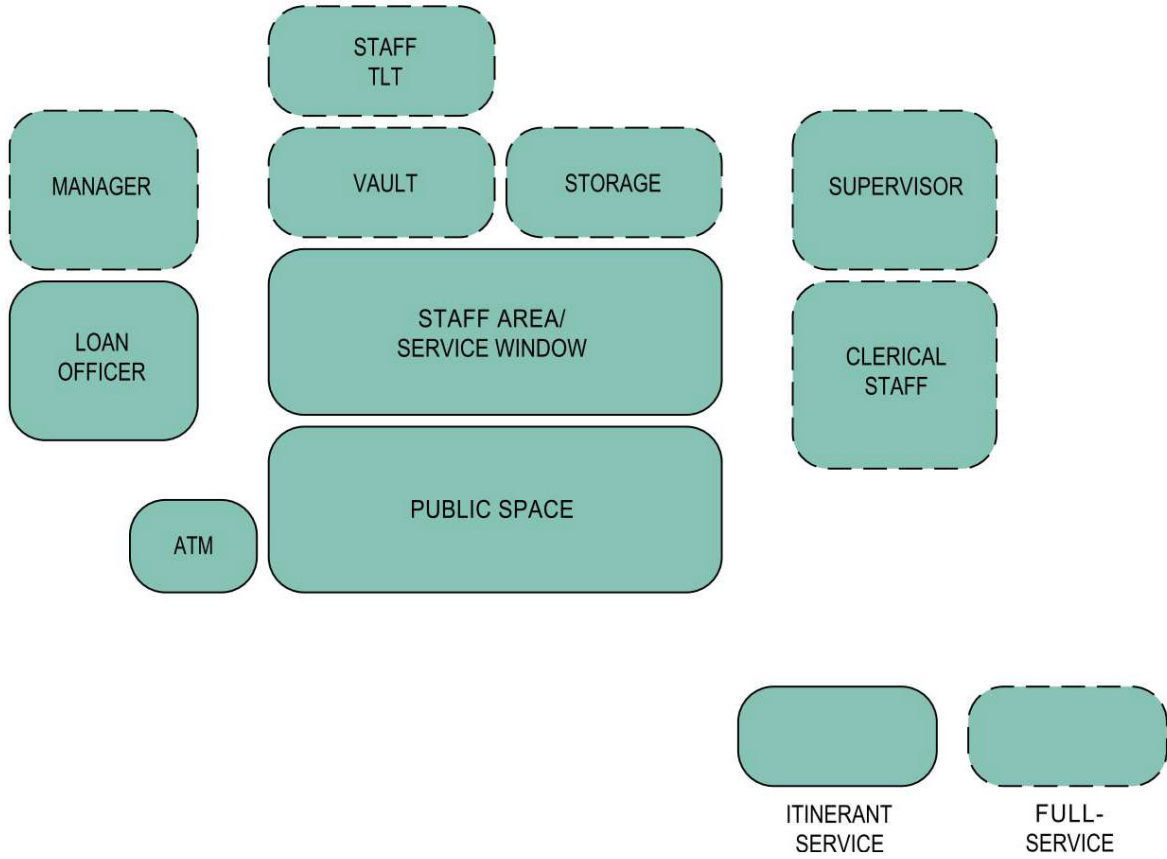 STAFF
TLT
MANAGER
VAULT
STORAGE
SUPERVISOR
LOAN
OFFICER
STAFF AREA/
SERVICE WINDOW
CLERICAL
STAFF
PUBLIC SPACE
ATM
ITINERANT
SERVICE
FULL-
SERVICE